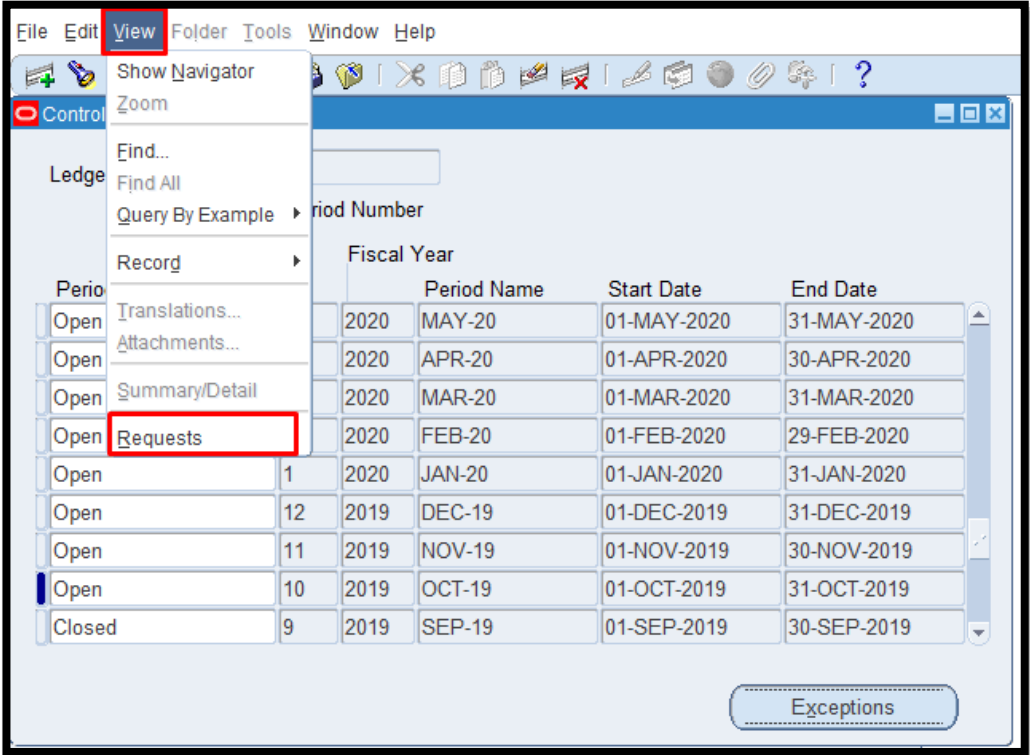 File Edit View Folder Tools Window Help
Show Navigator
Zoom
Control
Find...
Ledge
Find All
Query By Example
riod Number
Fiscal Year
Record
Perio Period Name Start Date End Date
Translations...
Open 2020 MAY-20 01-MAY-2020 31-MAY-2020
Attachments...
Open 2020 APR-20 01-APR-2020 30-APR-2020
Summary/Detail
Open 2020 MAR-20 01-MAR-2020 31-MAR-2020
Open Requests 2020 FEB-20 01-FEB-2020 29-FEB-2020
Open 1 2020 JAN-20 01-JAN-2020 31-JAN-2020
Open 12 2019 DEC-19 01-DEC-2019 31-DEC-2019
Open 11 2019 NOV-19 01-NOV-2019 30-NOV-2019
Open 10 2019 OCT-19 01-OCT-2019 31-OCT-2019
Closed 9 2019 SEP-19 01-SEP-2019 30-SEP-2019
Exceptions